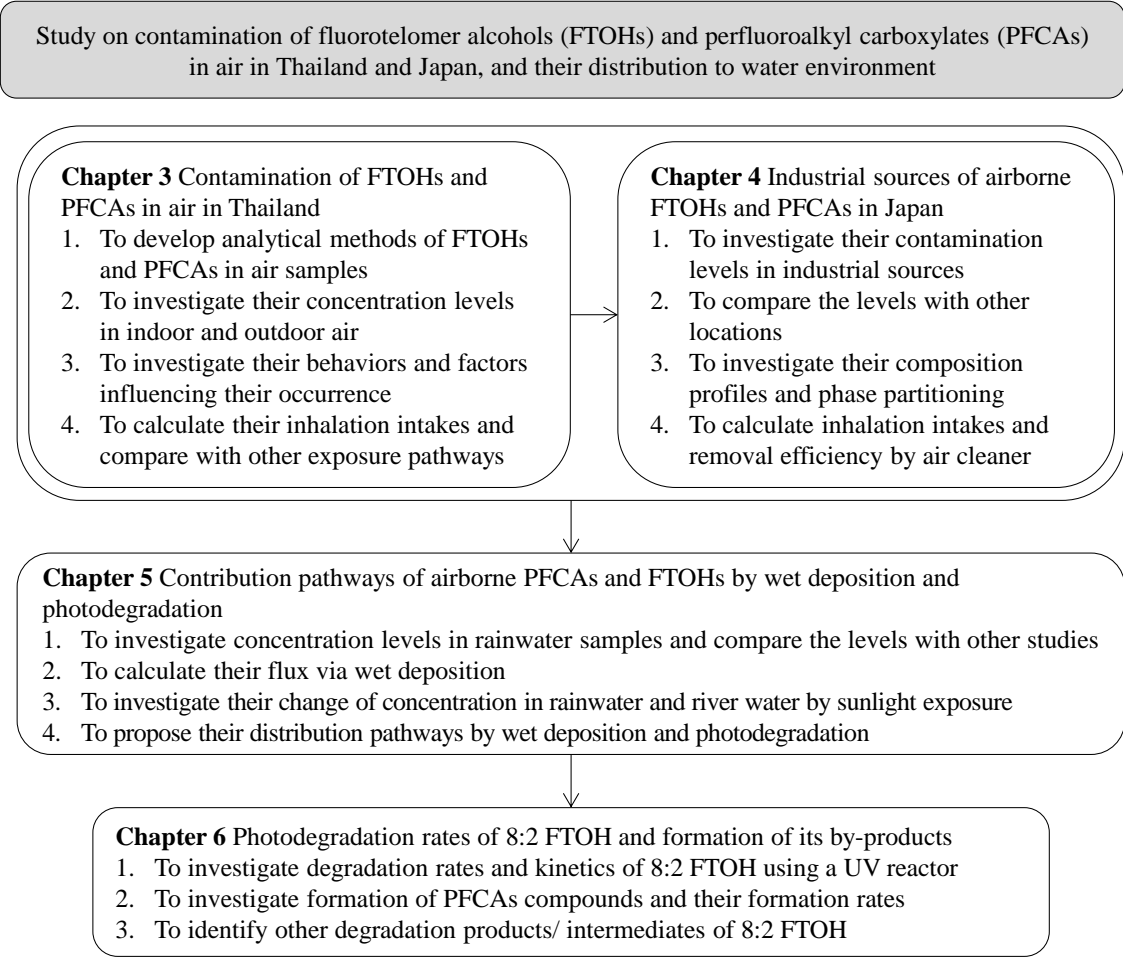 Study on contamination of fluorotelomer alcohols (FTOHs) and perfluoroalkyl carboxylates (PFCAs)
in air in Thailand and Japan, and their distribution to water environment
Chapter 3 Contamination of FTOHs and
PFCAs in air in Thailand
1. To develop analytical methods of FTOHs
and PFCAs in air samples
2. To investigate their concentration levels
in indoor and outdoor air
3. To investigate their behaviors and factors
influencing their occurrence
4. To calculate their inhalation intakes and
compare with other exposure pathways
Chapter 4 Industrial sources of airborne
FTOHs and PFCAs in Japan
1. To investigate their contamination
levels in industrial sources
2. To compare the levels with other
locations
3. To investigate their composition
profiles and phase partitioning
4. To calculate inhalation intakes and
removal efficiency by air cleaner
Chapter 5 Contribution pathways of airborne PFCAs and FTOHs by wet deposition and
photodegradation
1. To investigate concentration levels in rainwater samples and compare the levels with other studies
2. To calculate their flux via wet deposition
3. To investigate their change of concentration in rainwater and river water by sunlight exposure
4. To propose their distribution pathways by wet deposition and photodegradation
Chapter 6 Photodegradation rates of 8:2 FTOH and formation of its by-products
1. To investigate degradation rates and kinetics of 8:2 FTOH using a UV reactor
2. To investigate formation of PFCAs compounds and their formation rates
3. To identify other degradation products/ intermediates of 8:2 FTOH